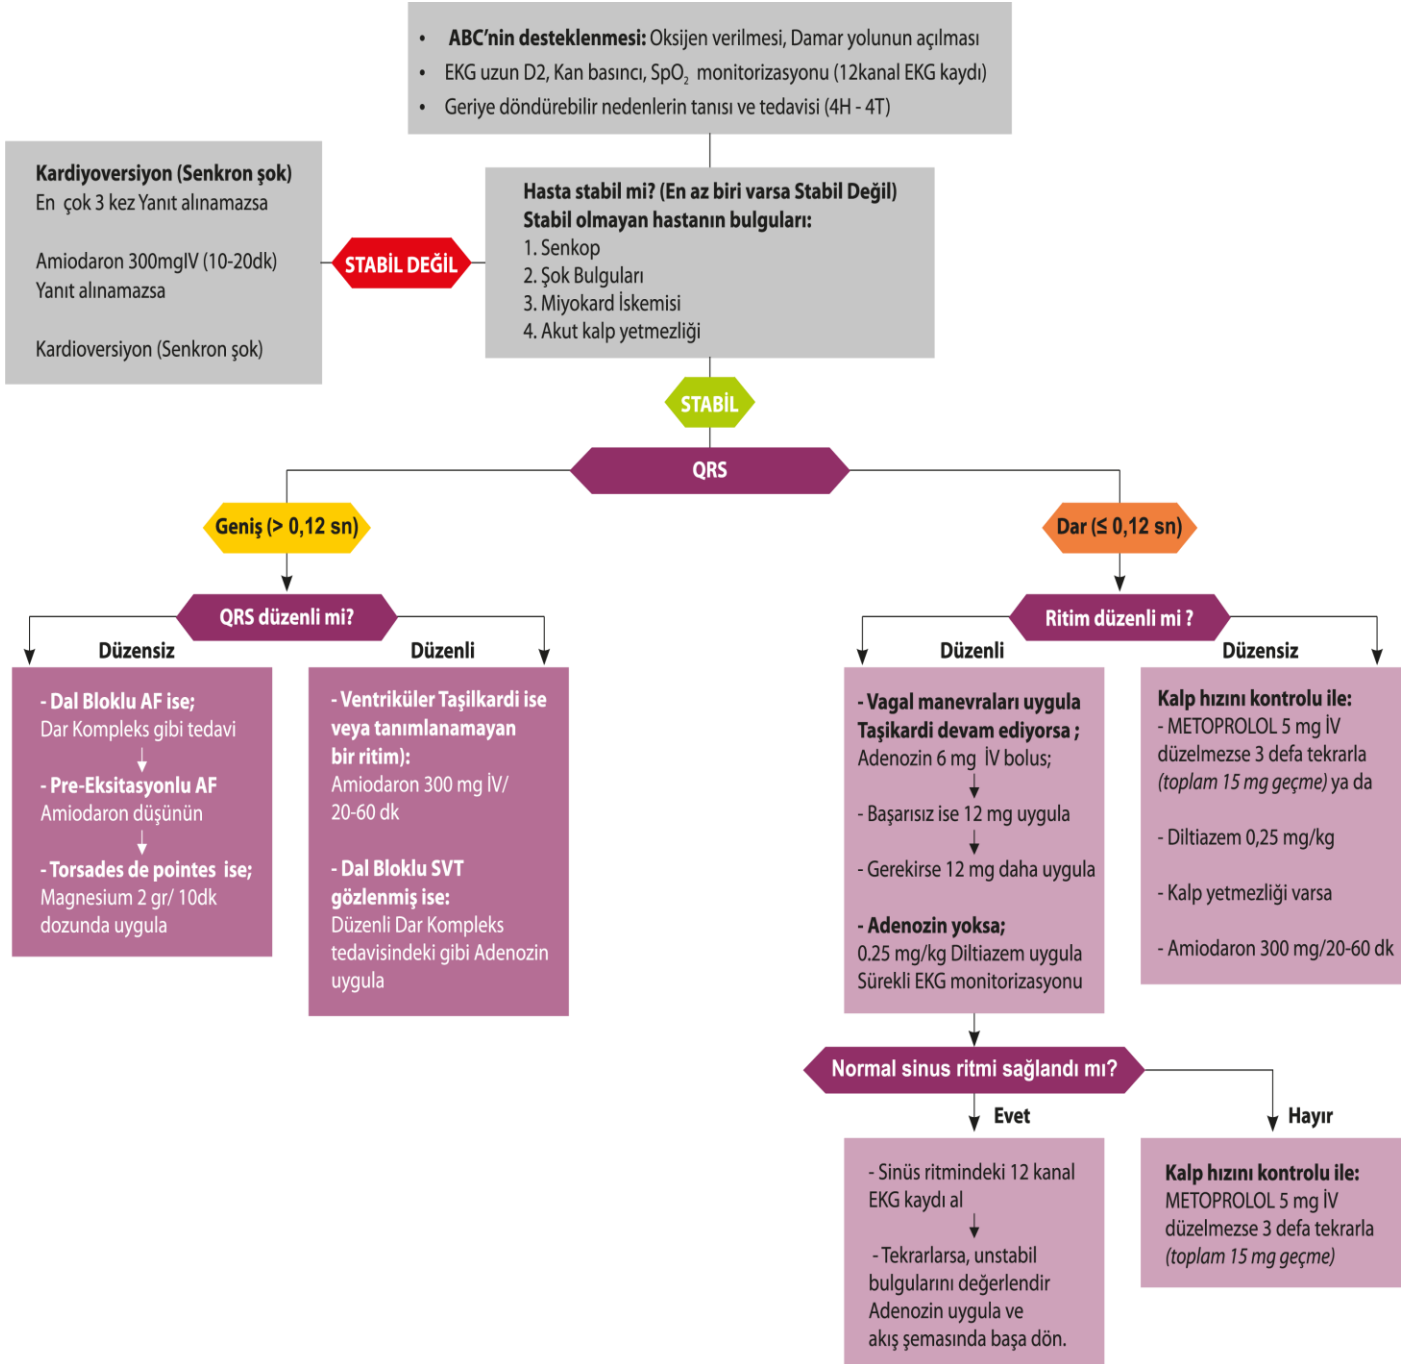 • ABC'nin desteklenmesi: Oksijen verilmesi, Damar yolunun açılması
• EKG uzun D2, Kan basıncı, SpO₂ monitorizasyonu (12kanal EKG kaydı)
• Geriye döndürebilir nedenlerin tanısı ve tedavisi (4H - 4T)
Kardiyoversiyon (Senkron şok)
En çok 3 kez Yanıt alınamazsa
Amiodaron 300mgIV (10-20dk)
Yanıt alınamazsa
Kardioversiyon (Senkron şok)
STABİL DEĞİL
Hasta stabil mi? (En az biri varsa Stabil Değil)
Stabil olmayan hastanın bulguları:
1. Senkop
2. Şok Bulguları
3. Miyokard İskemisi
4. Akut kalp yetmezliği
STABİL
QRS
Geniş (> 0,12 sn)
Dar (≤ 0,12 sn)
QRS düzenli mi?
Düzensiz
Düzenli
- Dal Bloklu AF ise;
Dar Kompleks gibi tedavi
- Pre-Eksitasyonlu AF
Amiodaron düşünün
- Torsades de pointes ise;
Magnesium 2 gr/ 10dk
dozunda uygula
- Ventriküler Taşilkardi ise
veya tanımlanamayan
bir ritim):
Amiodaron 300 mg İV/
20-60 dk
- Dal Bloklu SVT
gözlenmiş ise:
Düzenli Dar Kompleks
tedavisindeki gibi Adenozin
uygula
Ritim düzenli mi ?
Düzenli
Düzensiz
- Vagal manevraları uygula
Taşikardi devam ediyorsa ;
Adenozin 6 mg İV bolus;
- Başarısız ise 12 mg uygula
- Gerekirse 12 mg daha uygula
- Adenozin yoksa;
0.25 mg/kg Diltiazem uygula
Sürekli EKG monitorizasyonu
Kalp hızını kontrolu ile:
- METOPROLOL 5 mg İV
düzelmezse 3 defa tekrarla
(toplam 15 mg geçme) ya da
- Diltiazem 0,25 mg/kg
- Kalp yetmezliği varsa
- Amiodaron 300 mg/20-60 dk
Normal sinus ritmi sağlandı mı?
Evet
Hayır
- Sinüs ritmindeki 12 kanal
EKG kaydı al
- Tekrarlarsa, unstabil
bulgularını değerlendir
Adenozin uygula ve
akış şemasında başa dön.
Kalp hızını kontrolu ile:
METOPROLOL 5 mg İV
düzelmezse 3 defa tekrarla
(toplam 15 mg geçme)